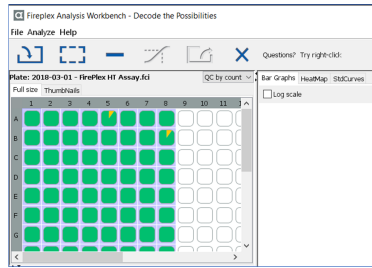 Fireplex Analysis Workbench - Decode the Possibilities
File Analyze Help
Questions? Try right-click:
Plate: 2018-03-01 - FirePlex HT Assay.fci
QC by count
Bar Graphs HeatMap StdCurves
Full size ThumbNails
Log scale
1 2 3 4 5 6 7 8 9 10 11
A
B
C
D
E
F
G